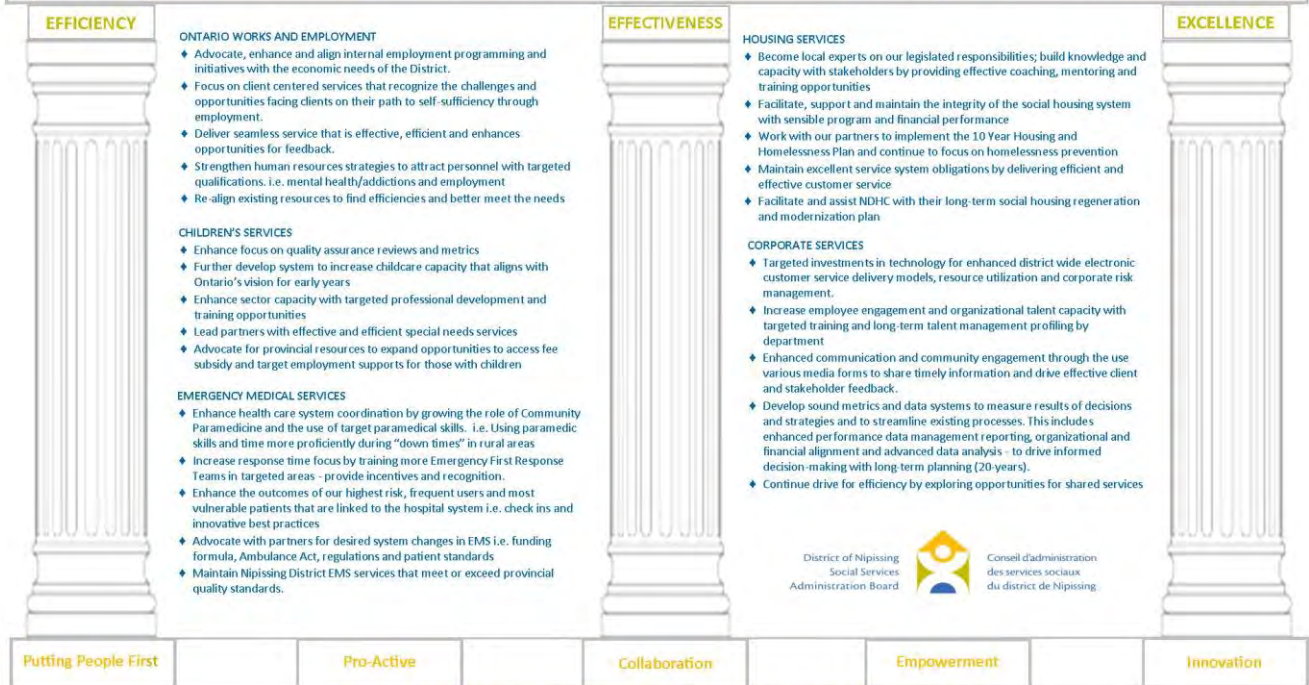 EFFICIENCY
EFFECTIVENESS
EXCELLENCE
ONTARIO WORKS AND EMPLOYMENT
♦ Advocate, enhance and align internal employment programming and
initiatives with the economic needs of the District.
♦ Focus on client centered services that recognize the challenges and
opportunities facing clients on their path to self-sufficiency through
employment.
♦ Deliver seamless service that is effective, efficient and enhances
opportunities for feedback.
♦ Strengthen human resources strategies to attract personnel with targeted
qualifications. i.e. mental health/addictions and employment
♦ Re-align existing resources to find efficiencies and better meet the needs
CHILDREN'S SERVICES
♦ Enhance focus on quality assurance reviews and metrics
♦ Further develop system to increase childcare capacity that aligns with
Ontario's vision for early years
♦ Enhance sector capacity with targeted professional development and
training opportunities
♦ Lead partners with effective and efficient special needs services
♦ Advocate for provincial resources to expand opportunities to access fee
subsidy and target employment supports for those with children
EMERGENCY MEDICAL SERVICES
♦ Enhance health care system coordination by growing the role of Community
Paramedicine and the use of target paramedical skills. i.e. Using paramedic
skills and time more proficiently during "down times" in rural areas
♦ Increase response time focus by training more Emergency First Response
Teams in targeted areas - provide incentives and recognition.
♦ Enhance the outcomes of our highest risk, frequent users and most
vulnerable patients that are linked to the hospital system i.e. check ins and
innovative best practices
♦ Advocate with partners for desired system changes in EMS i.e. funding
formula, Ambulance Act, regulations and patient standards
♦ Maintain Nipissing District EMS services that meet or exceed provincial
quality standards.
HOUSING SERVICES
♦ Become local experts on our legislated responsibilities; build knowledge and
capacity with stakeholders by providing effective coaching, mentoring and
training opportunities
♦ Facilitate, support and maintain the integrity of the social housing system
with sensible program and financial performance
♦ Work with our partners to implement the 10 Year Housing and
Homelessness Plan and continue to focus on homelessness prevention
♦ Maintain excellent service system obligations by delivering efficient and
effective customer service
♦ Facilitate and assist NDHC with their long-term social housing regeneration
and modernization plan
CORPORATE SERVICES
♦ Targeted investments in technology for enhanced district wide electronic
customer service delivery models, resource utilization and corporate risk
management.
♦ Increase employee engagement and organizational talent capacity with
targeted training and long-term talent management profiling by
department
♦ Enhanced communication and community engagement through the use
various media forms to share timely information and drive effective client
and stakeholder feedback.
♦ Develop sound metrics and data systems to measure results of decisions
and strategies and to streamline existing processes. This includes
enhanced performance data management reporting, organizational and
financial alignment and advanced data analysis - to drive informed
decision-making with long-term planning (20-years).
♦ Continue drive for efficiency by exploring opportunities for shared services
District of Nipissing
Social Services
Administration Board
Conseil d'administration
des services sociaux
du district de Nipissing
Putting People First
Pro-Active
Collaboration
Empowerment
Innovation